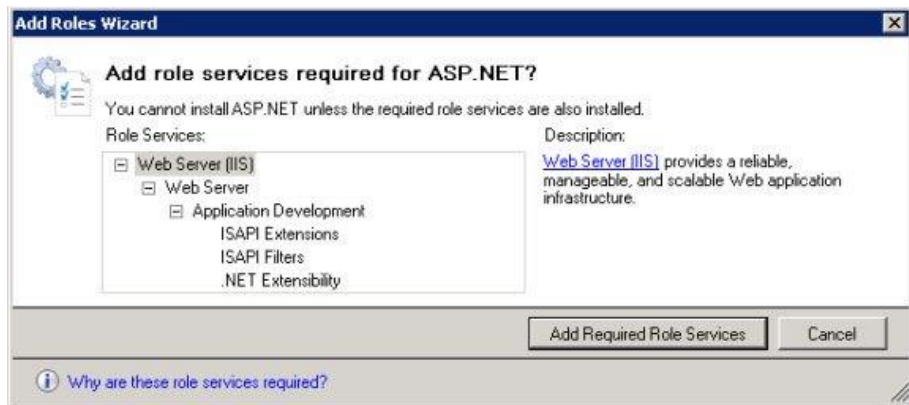 Add Roles Wizard
Add role services required for ASP.NET?
You cannot install ASP.NET unless the required role services are also installed.
Role Services:
Description:
Web Server (IIS)
Web Server
Application Development
ISAPI Extensions
ISAPI Filters
.NET Extensibility
Web Server (IIS) provides a reliable,
manageable, and scalable Web application
infrastructure.
Add Required Role Services
Cancel
Why are these role services required?